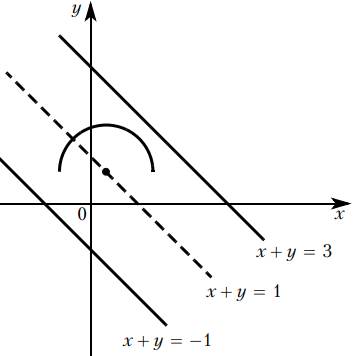 y
0
x
x + y = 3
x + y = 1
x + y = −1